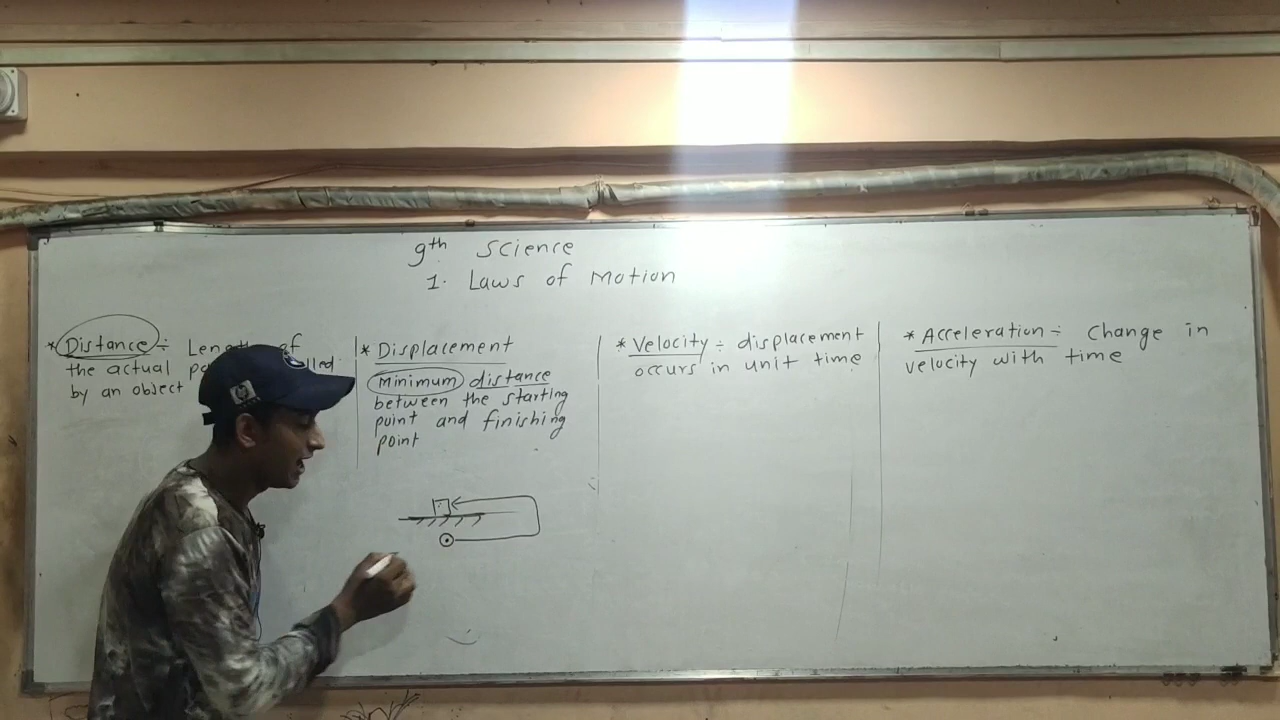 9th Science
1. Laws of Motion
* Distance ÷ Length of
the actual
by an object
* Displacement
Minimum distance
between the starting
point and finishing
point
* Velocity ÷ displacement
occurs in unit time
* Acceleration ÷ Change in
velocity with time